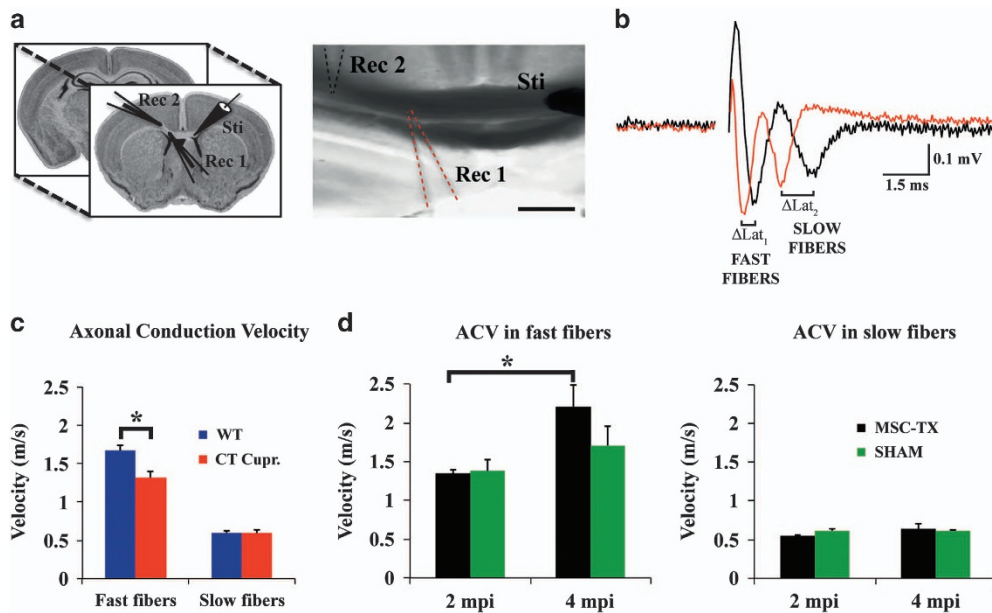 a
Rec 2
Sti
Rec 1
Rec 2
Sti
Rec 1
b
0.1 mV
1.5 ms
ΔLat1
ΔLat2
FAST
FIBERS
SLOW
FIBERS
c
Axonal Conduction Velocity
Velocity (m/s)
2.5
2
1.5
1
0.5
0
*
WT
CT Cupr.
Fast fibers
Slow fibers
d
ACV in fast fibers
Velocity (m/s)
2.5
2
1.5
1
0.5
0
*
2 mpi
4 mpi
ACV in slow fibers
Velocity (m/s)
2.5
2
1.5
1
0.5
0
MSC-TX
SHAM
2 mpi
4 mpi